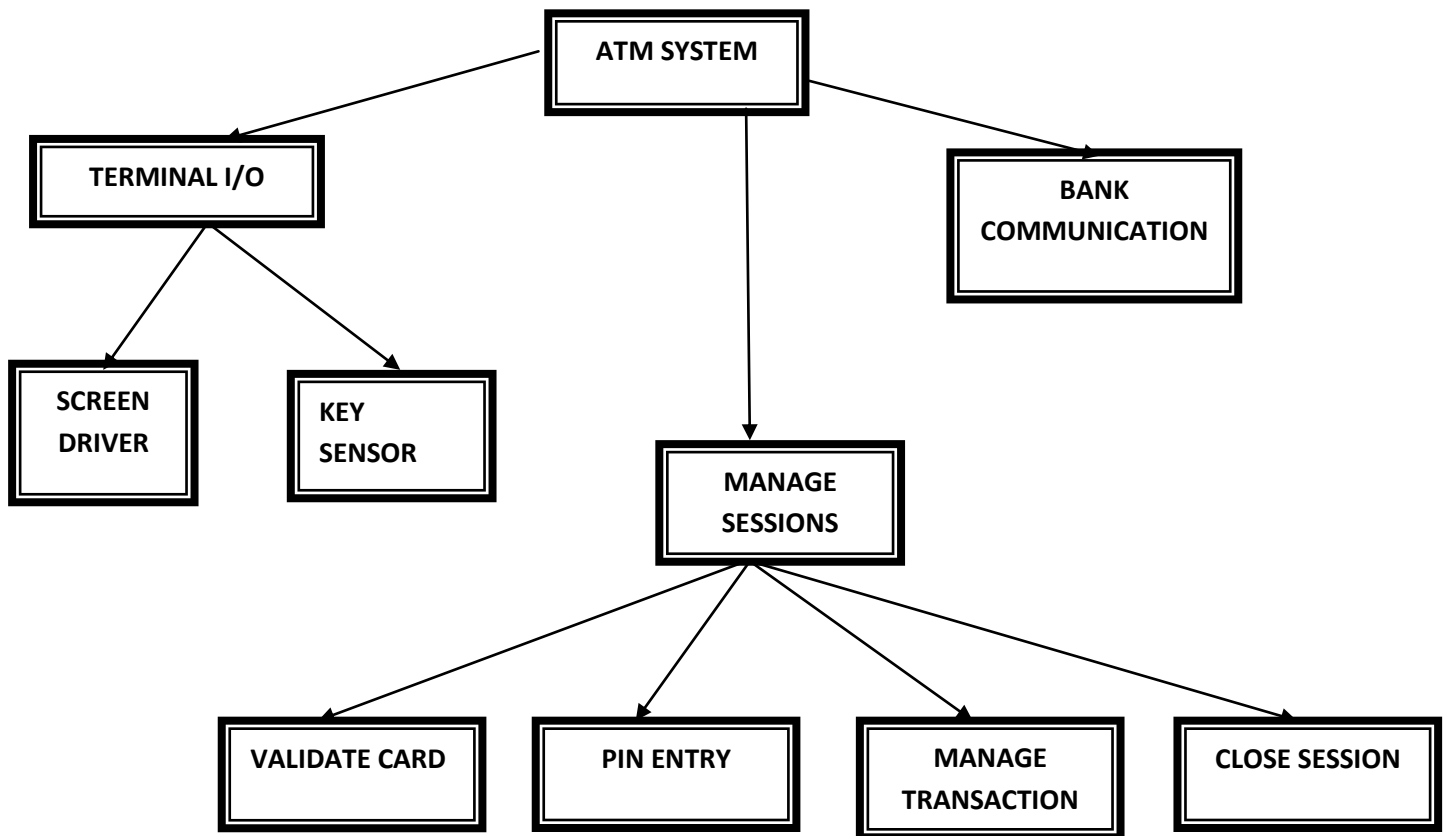 ATM SYSTEM
TERMINAL I/O
BANK
COMMUNICATION
SCREEN
DRIVER
KEY
SENSOR
MANAGE
SESSIONS
VALIDATE CARD
PIN ENTRY
MANAGE
TRANSACTION
CLOSE SESSION